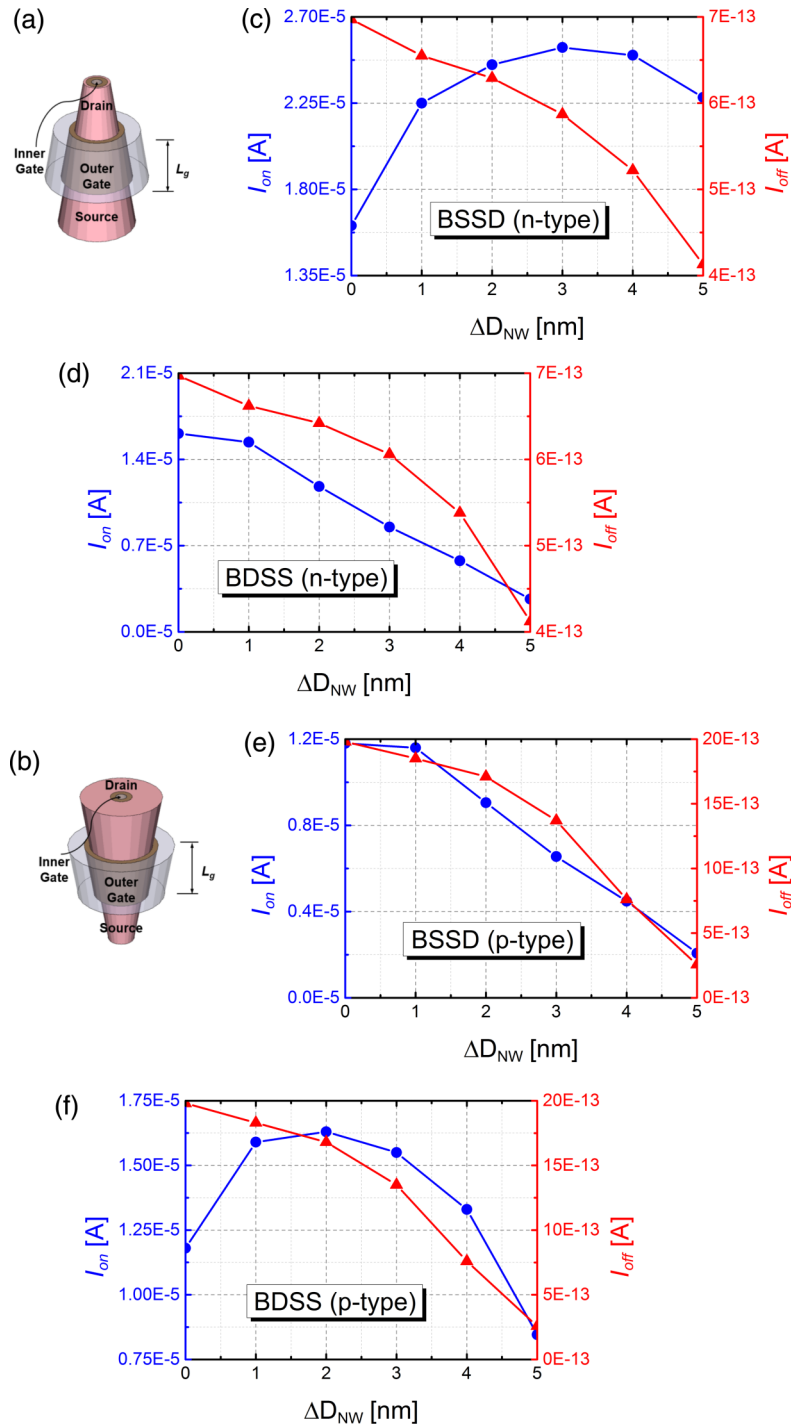 (a)
Drain
Inner
Gate
Outer
Gate
L_g
Source
(c)
2.70E-5
2.25E-5
1.80E-5
1.35E-5
I_on [A]
7E-13
6E-13
5E-13
4E-13
I_off [A]
BSSD (n-type)
0 1 2 3 4 5
ΔD_NW [nm]
(d)
2.1E-5
1.4E-5
0.7E-5
0.0E-5
I_on [A]
7E-13
6E-13
5E-13
4E-13
I_off [A]
BDSS (n-type)
0 1 2 3 4 5
ΔD_NW [nm]
(b)
Drain
Inner
Gate
Outer
Gate
L_g
Source
(e)
1.2E-5
0.8E-5
0.4E-5
0.0E-5
I_on [A]
20E-13
15E-13
10E-13
5E-13
0E-13
I_off [A]
BSSD (p-type)
0 1 2 3 4 5
ΔD_NW [nm]
(f)
1.75E-5
1.50E-5
1.25E-5
1.00E-5
0.75E-5
I_on [A]
20E-13
15E-13
10E-13
5E-13
0E-13
I_off [A]
BDSS (p-type)
0 1 2 3 4 5
ΔD_NW [nm]